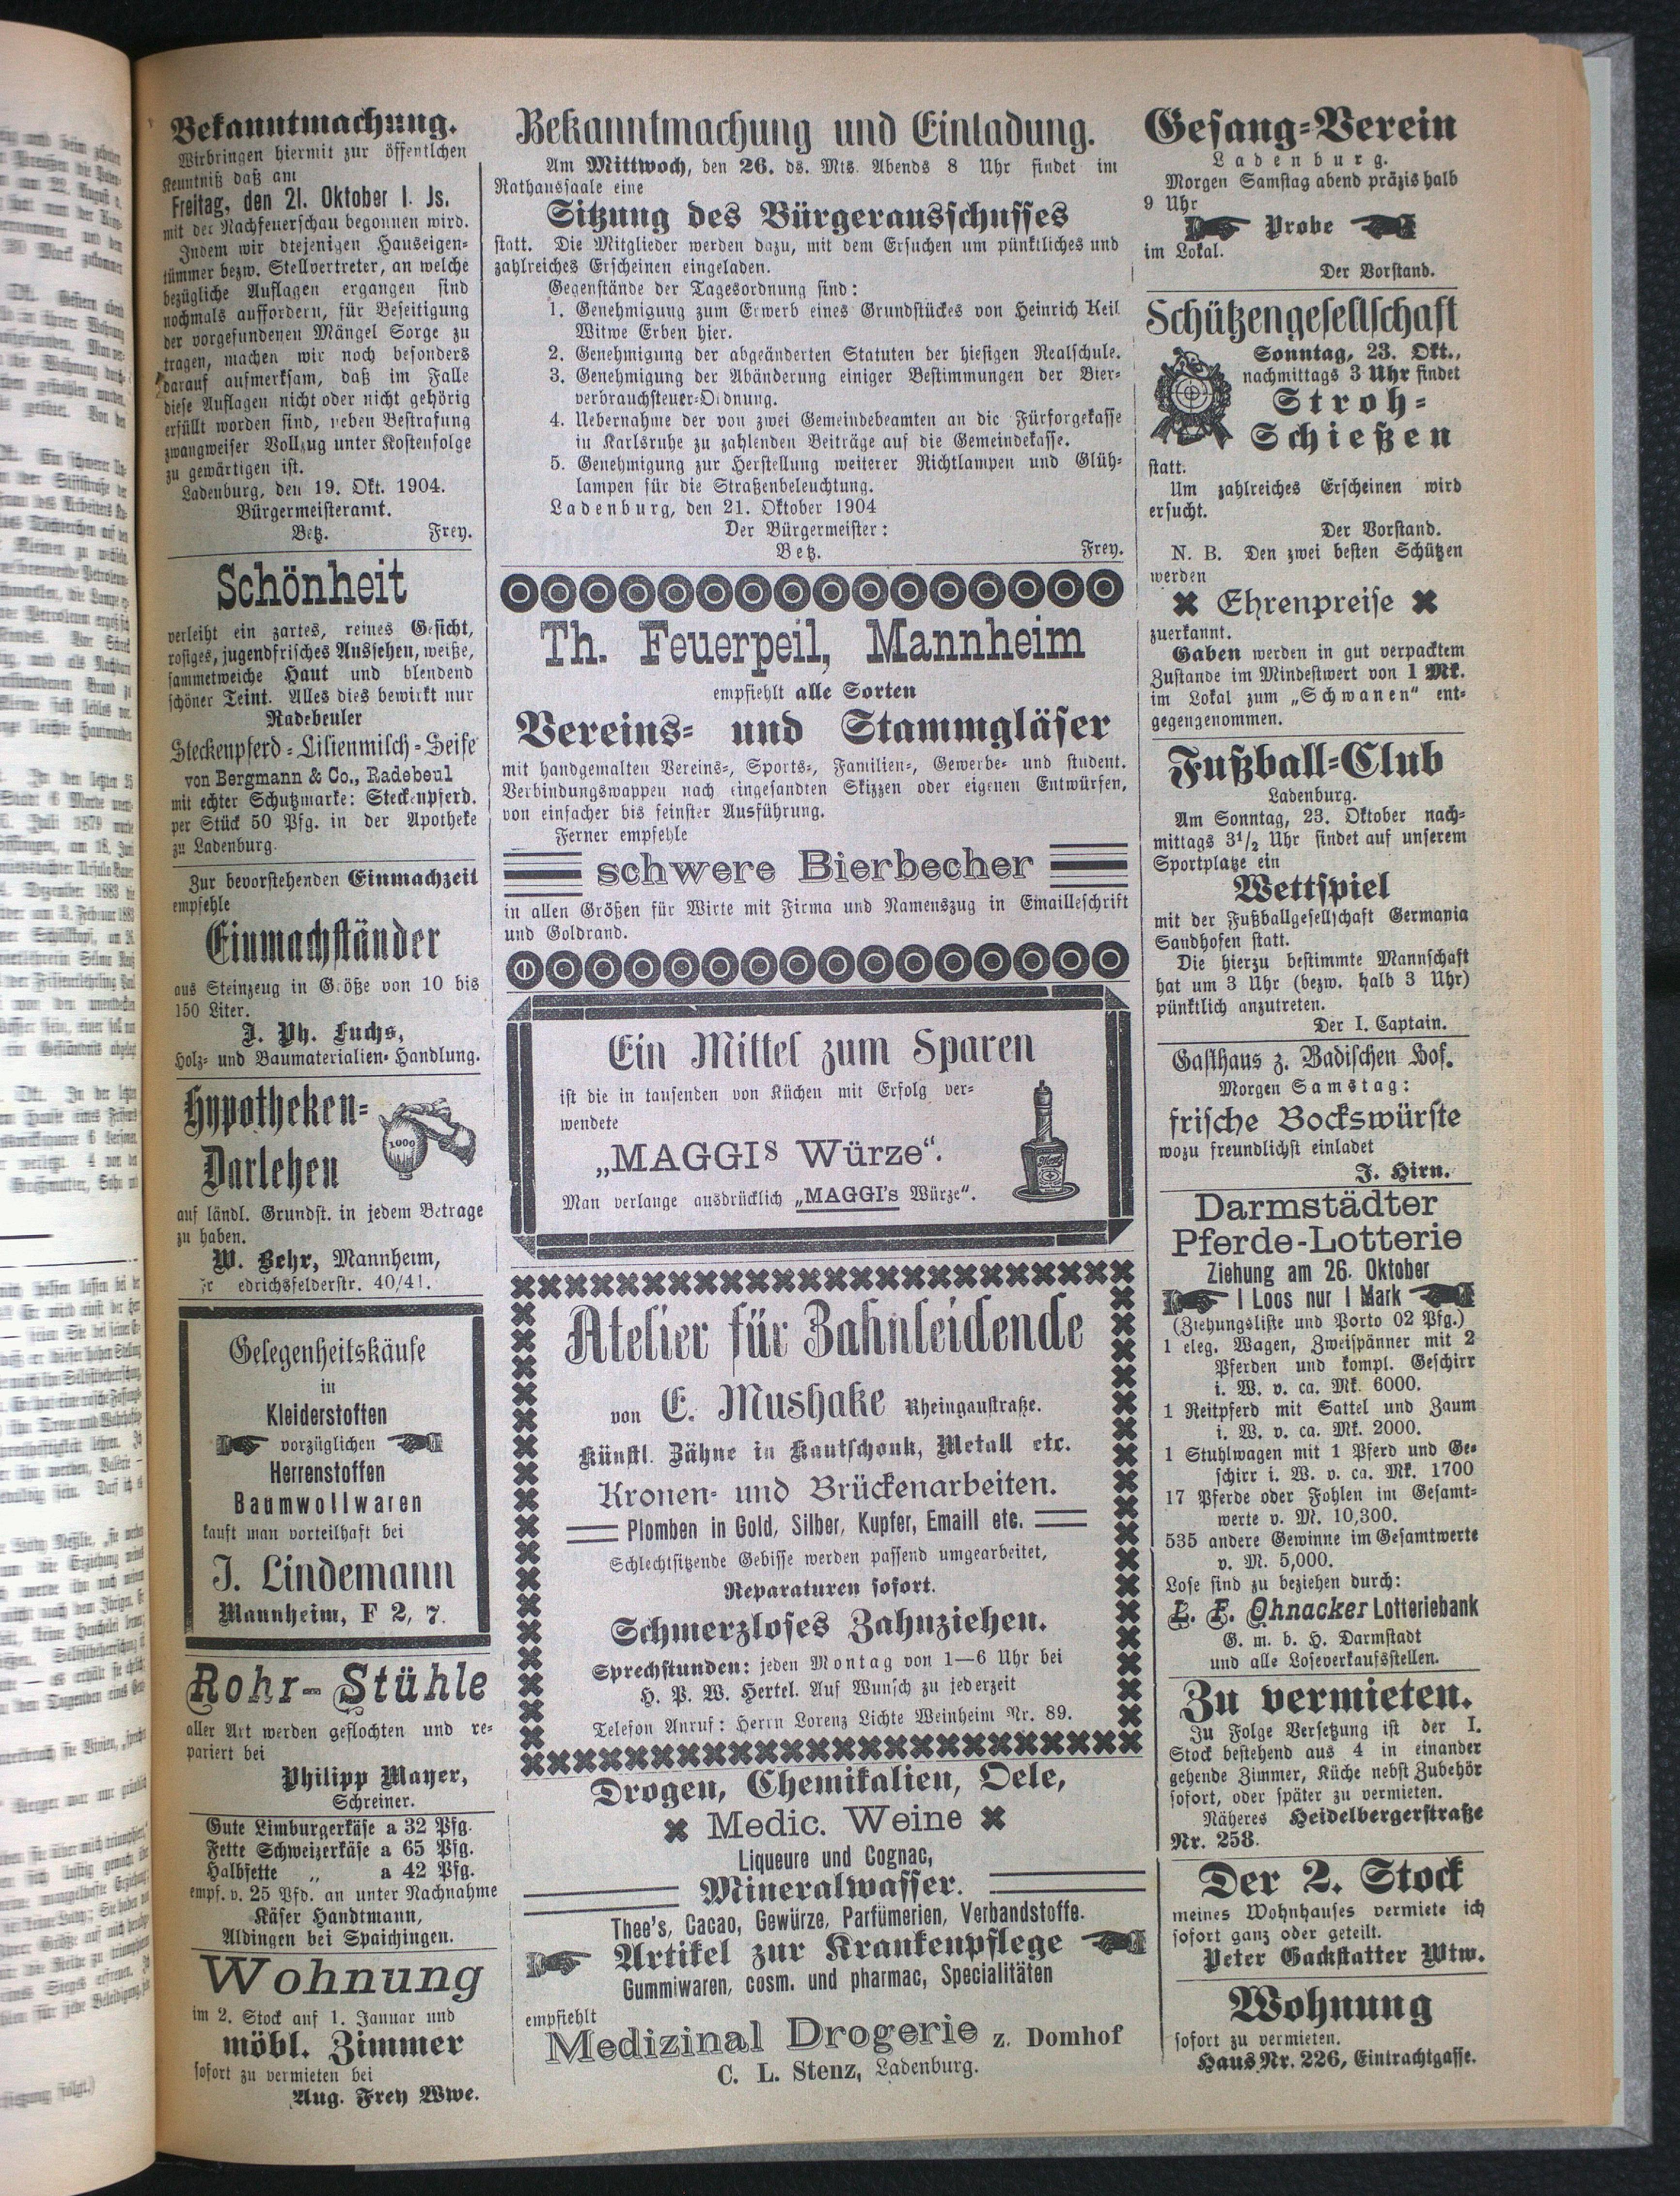 Bekanntmachung.
Wirbringen hiermit zur öffentlchen
Kenntniß daß am
Freitag, den 21. Oktober l. Js.
mit der Nachfeuerschau begonnen wird.
Indem wir dtejenigen Hauseigen-
tümmer bezw. Stellvertreter, an welche
bezügliche Auflagen ergangen sind
nochmals auffordern, für Beseitigung
der vorgefundenen Mängel Sorge zu
tragen, machen wir noch besonders
darauf aufmerksam, daß im Falle
diese Auflagen nicht oder nicht gehörig
erfüllt worden sind, neben Bestrafung
zwangweiser Vollzug unter Kostenfolge
zu gewärtigen ist.
Ladenburg, den 19. Okt. 1904.
Bürgermeisteramt.
Betz. Frey.
Schönheit
verleiht ein zartes, reines Gesicht,
rosiges, jugendfrisches Aussehen, weiße,
sammetweiche Haut und blendend
schöner Teint. Alles dies bewirkt nur
Radebeuler
Steckenpferd-Lilienmilch-Seife
von Bergmann & Co., Radebeul
mit echter Schutzmarke: Steckenpferd.
per Stück 50 Pfg. in der Apotheke
zu Ladenburg.
Zur bevorstehenden Einmachzeit
empfehle
Einmachständer
aus Steinzeug in Größe von 10 bis
150 Liter.
J. Ph. Fuchs,
Holz- und Baumaterialien-Handlung.
Hypotheken-
Darlehen
1000
auf ländl. Grundst. in jedem Betrage
zu haben.
W. Behr, Mannheim,
Fr edrichsfelderstr. 40/41.
Gelegenheitskäufe
in
Kleiderstoffen
vorzüglichen
Herrenstoffen
Baumwollwaren
kauft man vorteilhaft bei
J. Lindemann
Mannheim, F 2, 7.
Rohr-Stühle
aller Art werden geflochten und re-
pariert bei
Philipp Mayer,
Schreiner.
Gute Limburgerkäse a 32 Pfg.
Fette Schweizerkäse a 65 Pfg.
Halbfette „ a 42 Pfg.
empf. v. 25 Pfd. an unter Nachnahme
Käser Handtmann,
Aldingen bei Spaichingen.
Wohnung
im 2. Stock auf 1. Januar und
möbl. Zimmer
sofort zu vermieten bei
Aug. Frey Wwe.
Bekanntmachung und Einladung.
Am Mittwoch, den 26. ds. Mts. Abends 8 Uhr findet im
Rathaussaale eine
Sitzung des Bürgerausschusses
statt. Die Mitglieder werden dazu, mit dem Ersuchen um pünktliches und
zahlreiches Erscheinen eingeladen.
Gegenstände der Tagesordnung sind:
1. Genehmigung zum Erwerb eines Grundstückes von Heinrich Keil
Witwe Erben hier.
2. Genehmigung der abgeänderten Statuten der hiesigen Realschule.
3. Genehmigung der Abänderung einiger Bestimmungen der Bier-
verbrauchsteuer-Ordnung.
4. Uebernahme der von zwei Gemeindebeamten an die Fürsorgekasse
in Karlsruhe zu zahlenden Beiträge auf die Gemeindekasse.
5. Genehmigung zur Herstellung weiterer Richtlampen und Glüh-
lampen für die Straßenbeleuchtung.
Ladenburg, den 21. Oktober 1904
Der Bürgermeister:
Betz. Frey.
Th. Feuerpeil, Mannheim
empfiehlt alle Sorten
Vereins- und Stammgläser
mit handgemalten Vereins-, Sports-, Familien-, Gewerbe- und student.
Verbindungswappen nach eingesandten Skizzen oder eigenen Entwürfen,
von einfacher bis feinster Ausführung.
Ferner empfehle
schwere Bierbecher
in allen Größen für Wirte mit Firma und Namenszug in Emailleschrift
und Goldrand.
Ein Mittel zum Sparen
ist die in tausenden von Küchen mit Erfolg ver-
wendete
„MAGGIs Würze“.
Man verlange ausdrücklich „MAGGI's Würze“.
Atelier für Zahnleidende
von E. Mushake Rheingaustraße.
Künstl. Zähne in Kautschouk, Metall etc.
Kronen- und Brückenarbeiten.
Plomben in Gold, Silber, Kupfer, Emaill etc.
Schlechtsitzende Gebisse werden passend umgearbeitet,
Reparaturen sofort.
Schmerzloses Zahnziehen.
Sprechstunden: jeden Montag von 1—6 Uhr bei
H. P. W. Hertel. Auf Wunsch zu jederzeit
Telefon Anruf: Herrn Lorenz Lichte Weinheim Nr. 89.
Drogen, Chemikalien, Oele,
Medic. Weine
Liqueure und Cognac,
Mineralwasser.
Thee's, Cacao, Gewürze, Parfümerien, Verbandstoffe.
Artikel zur Krankenpflege
Gummiwaren, cosm. und pharmac, Specialitäten
empfiehlt
Medizinal Drogerie z. Domhof
C. L. Stenz, Ladenburg.
Gesang-Verein
Ladenburg.
Morgen Samstag abend präzis halb
9 Uhr
Probe
im Lokal.
Der Vorstand.
Schützengesellschaft
Sonntag, 23. Okt.,
nachmittags 3 Uhr findet
Stroh-
Schießen
statt.
Um zahlreiches Erscheinen wird
ersucht.
Der Vorstand.
N. B. Den zwei besten Schützen
werden
Ehrenpreise
zuerkannt.
Gaben werden in gut verpacktem
Zustande im Mindestwert von 1 Mk.
im Lokal zum „Schwanen“ ent-
gegengenommen.
Fußball-Club
Ladenburg.
Am Sonntag, 23. Oktober nach-
mittags 3½ Uhr findet auf unserem
Sportplatze ein
Wettspiel
mit der Fußballgesellschaft Germania
Sandhofen statt.
Die hierzu bestimmte Mannschaft
hat um 3 Uhr (bezw. halb 3 Uhr)
pünktlich anzutreten.
Der I. Captain.
Gasthaus z. Badischen Hof.
Morgen Samstag:
frische Bockswürste
wozu freundlichst einladet
J. Hirn.
Darmstädter
Pferde-Lotterie
Ziehung am 26. Oktober
1 Loos nur 1 Mark
(Ziehungsliste und Porto 02 Pfg.)
1 eleg. Wagen, Zweispänner mit 2
Pferden und kompl. Geschirr
i. W. v. ca. Mk. 6000.
1 Reitpferd mit Sattel und Zaum
i. W. v. ca. Mk. 2000.
1 Stuhlwagen mit 1 Pferd und Ge-
schirr i. W. v. ca. Mk. 1700
17 Pferde oder Fohlen im Gesamt-
werte v. M. 10,300.
535 andere Gewinne im Gesamtwerte
v. M. 5,000.
Lose sind zu beziehen durch:
L. F. Ohnacker Lotteriebank
G. m. b. H. Darmstadt
und alle Loseverkaufsstellen.
Zu vermieten.
In Folge Versetzung ist der I.
Stock bestehend aus 4 in einander
gehende Zimmer, Küche nebst Zubehör
sofort, oder später zu vermieten.
Näheres Heidelbergerstraße
Nr. 258.
Der 2. Stock
meines Wohnhauses vermiete ich
sofort ganz oder geteilt.
Peter Gackstatter Wtw.
Wohnung
sofort zu vermieten.
Haus Nr. 226, Eintrachtgasse.